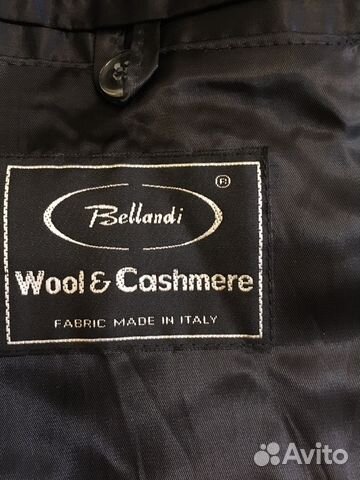 ®
Bellandi
Wool & Cashmere
FABRIC MADE IN ITALY
Avito